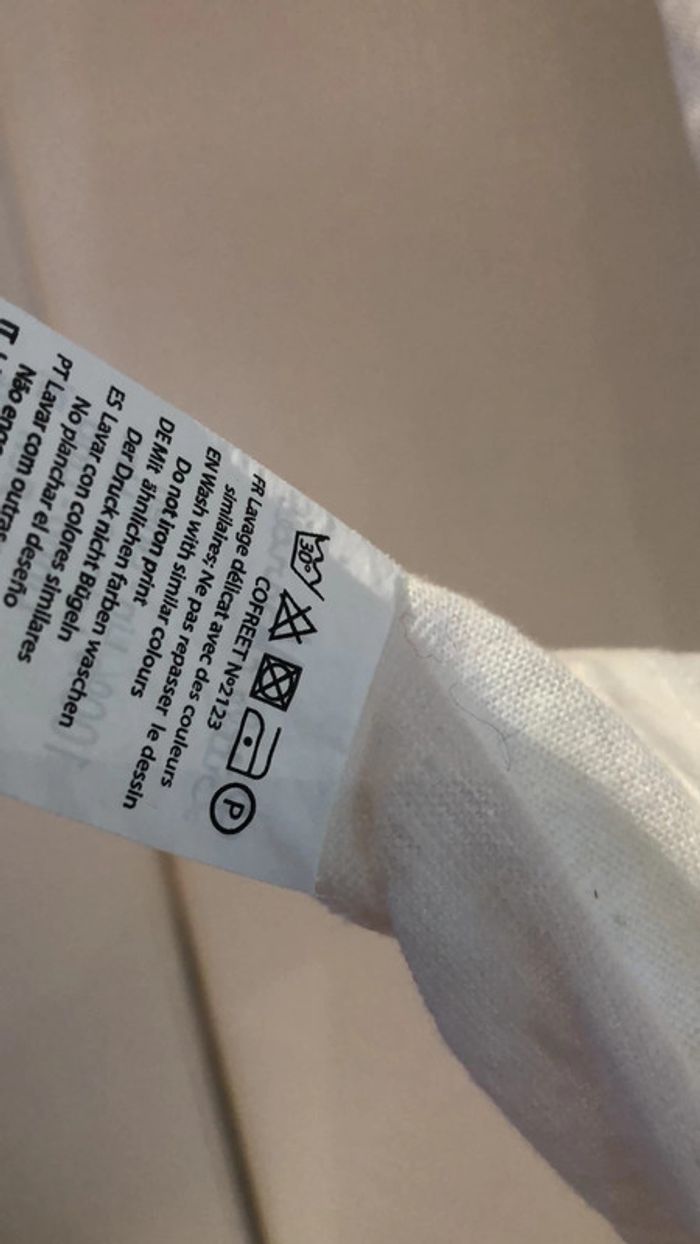 30°
P
COFREET Nº2123
FR Lavage délicat avec des couleurs
similaires; Ne pas repasser le dessin
EN Wash with similar colours
Do not iron print
DE Mit ähnlichen farben waschen
Der Druck nicht Bügeln
ES Lavar con colores similares
No planchar el deseño
PT Lavar com outras
Não
IT